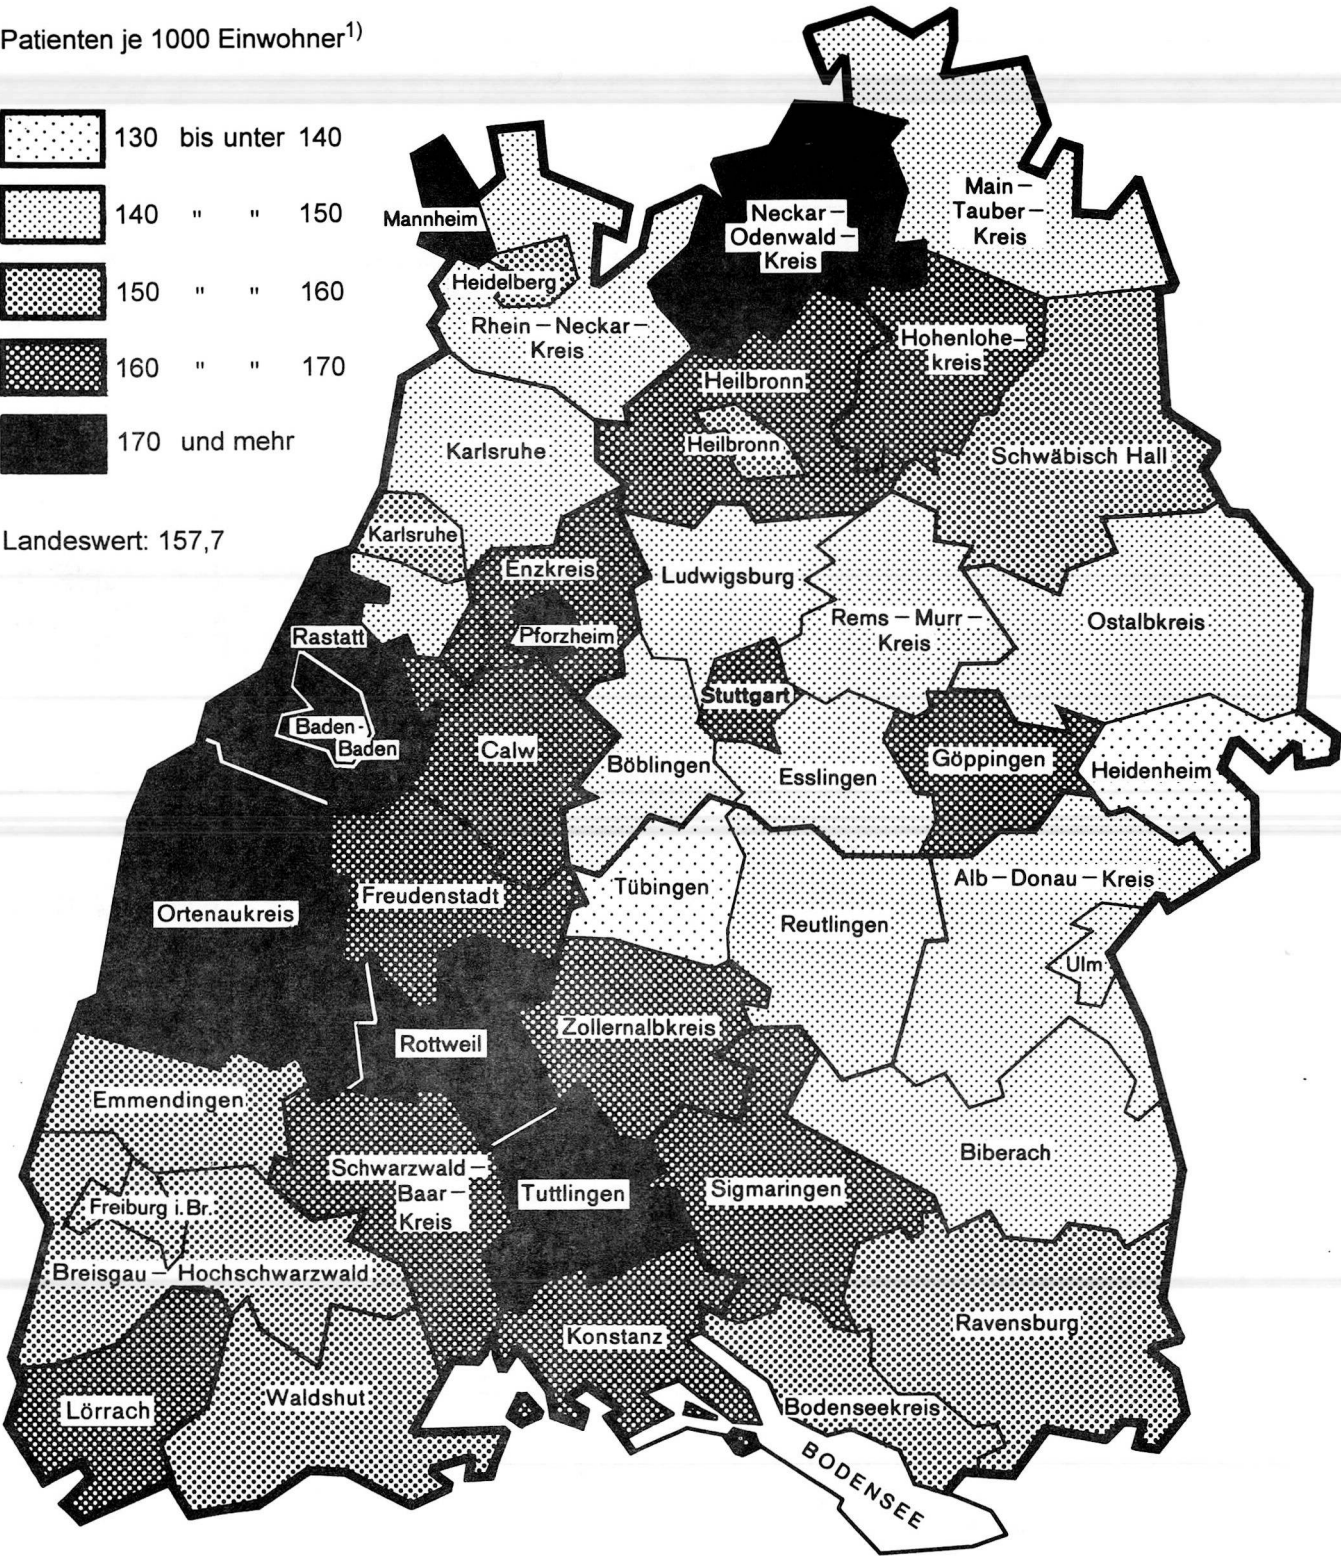 Patienten je 1000 Einwohner¹⁾
130 bis unter 140
140 " " 150
150 " " 160
160 " " 170
170 und mehr
Landeswert: 157,7
Main –
Tauber –
Kreis
Neckar –
Odenwald –
Kreis
Mannheim
Heidelberg
Rhein – Neckar –
Kreis
Hohenlohe-
kreis
Heilbronn
Heilbronn
Karlsruhe
Schwäbisch Hall
Karlsruhe
Enzkreis
Ludwigsburg
Rems – Murr –
Kreis
Ostalbkreis
Rastatt
Pforzheim
Stuttgart
Baden-
Baden
Calw
Böblingen
Esslingen
Göppingen
Heidenheim
Freudenstadt
Tübingen
Alb – Donau – Kreis
Ortenaukreis
Reutlingen
Ulm
Rottweil
Zollernalbkreis
Emmendingen
Biberach
Schwarzwald –
Baar –
Kreis
Tuttlingen
Sigmaringen
Freiburg i.Br.
Breisgau – Hochschwarzwald
Ravensburg
Konstanz
Waldshut
Lörrach
Bodenseekreis
BODENSEE